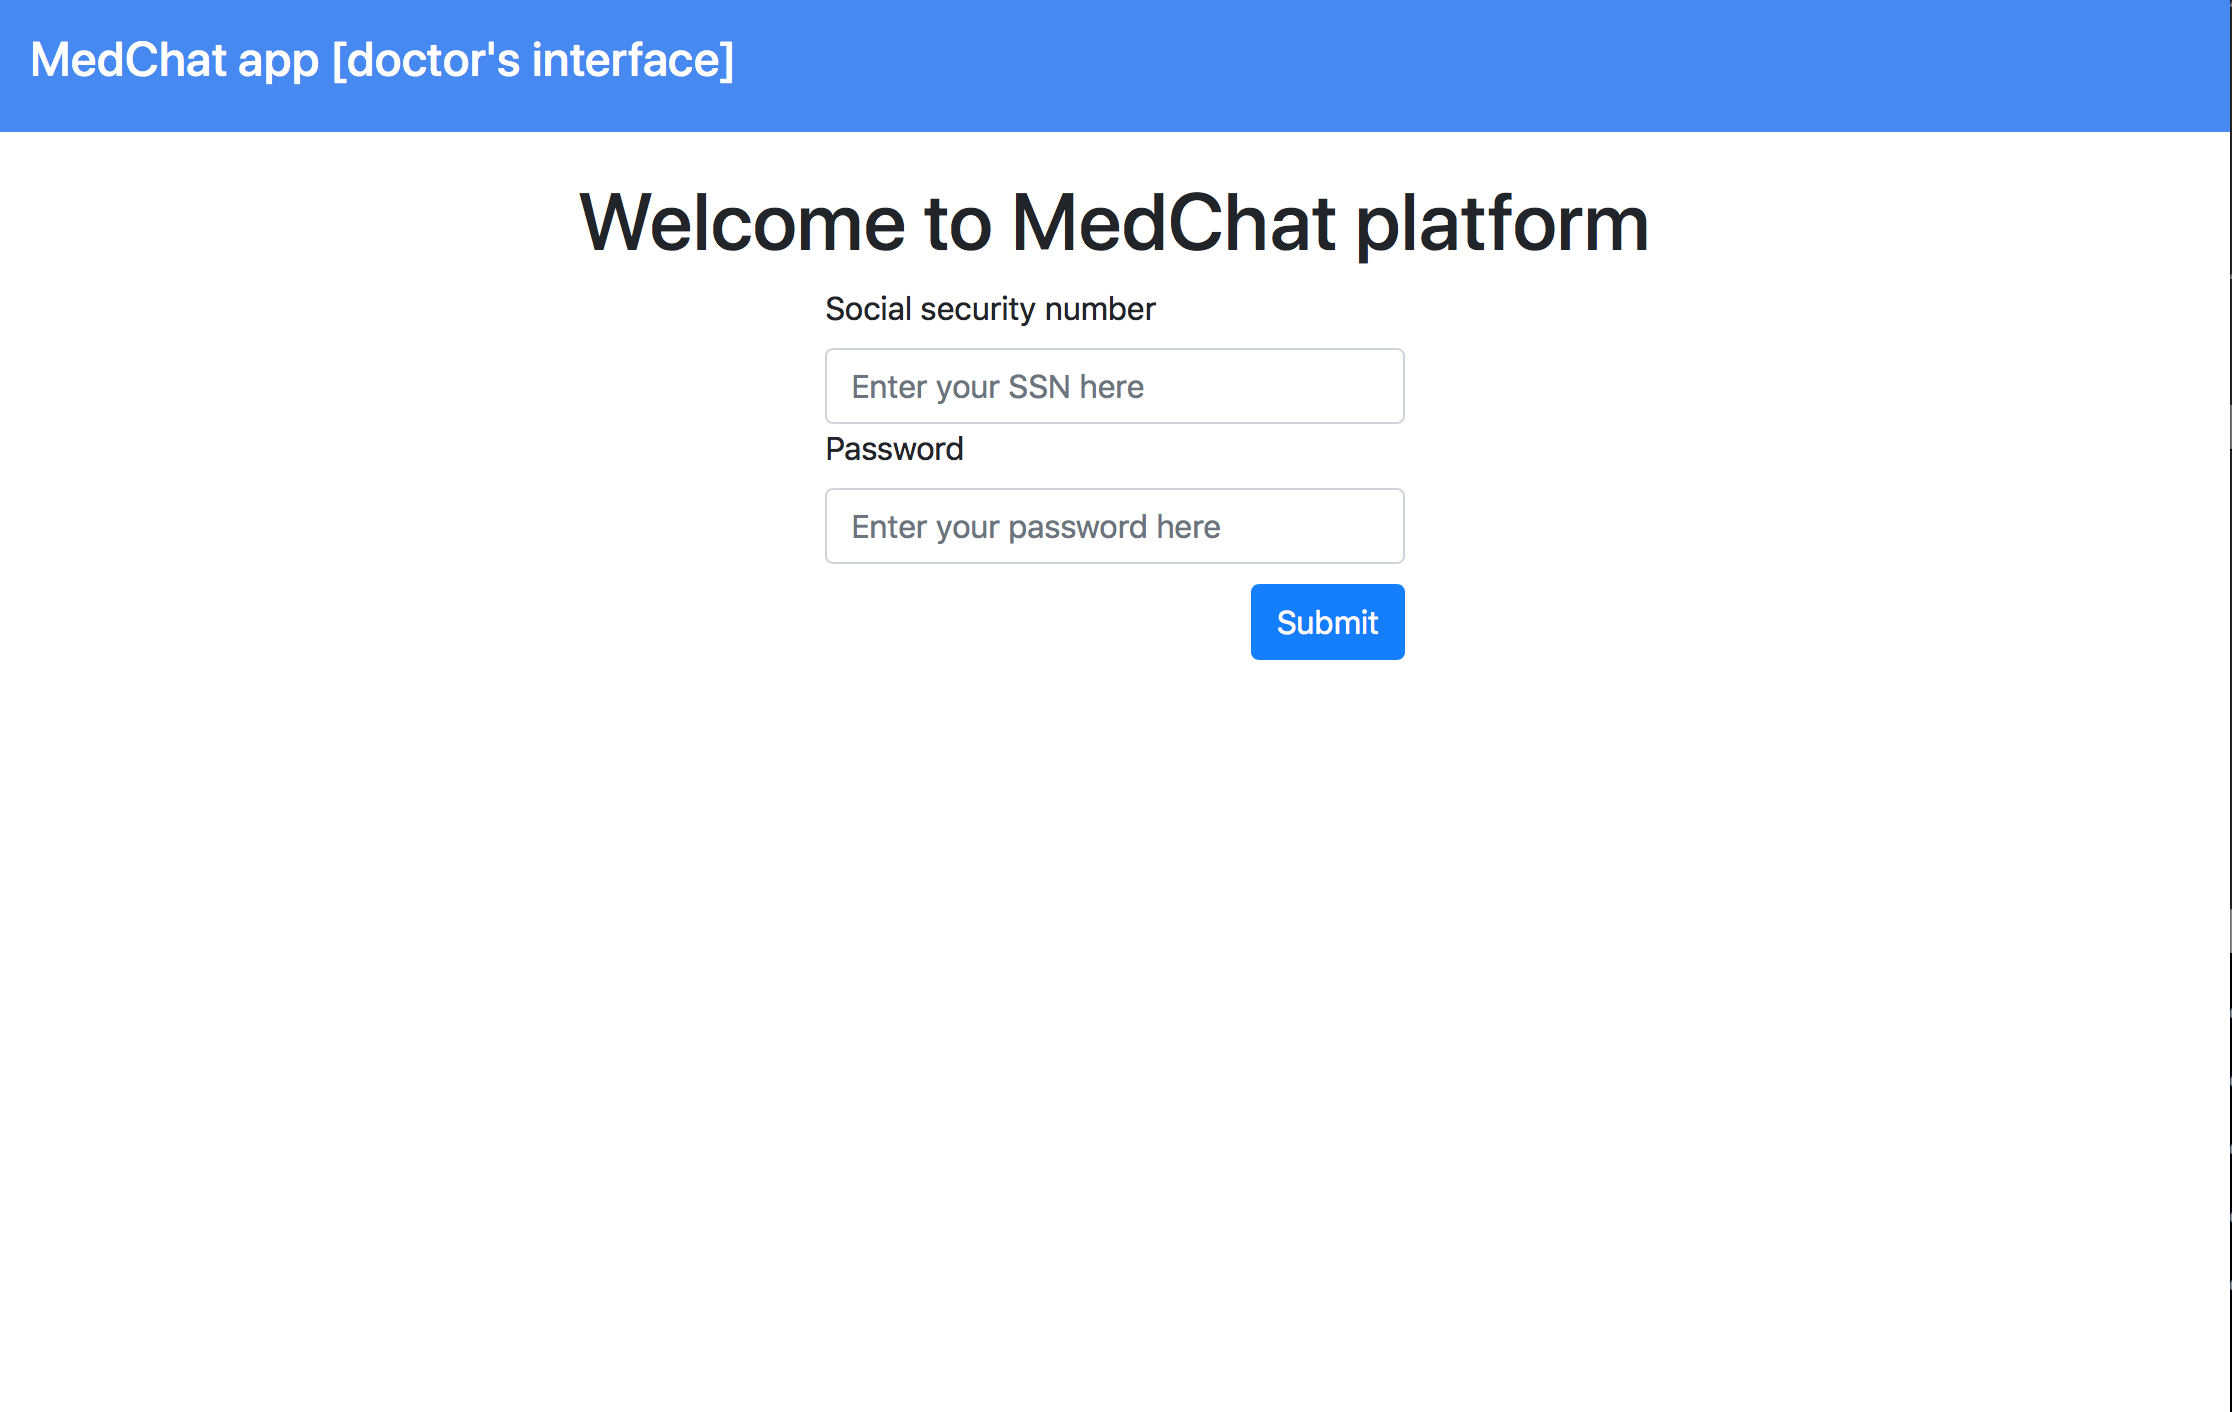 MedChat app [doctor's interface]
Welcome to MedChat platform
Social security number
Enter your SSN here
Password
Enter your password here
Submit